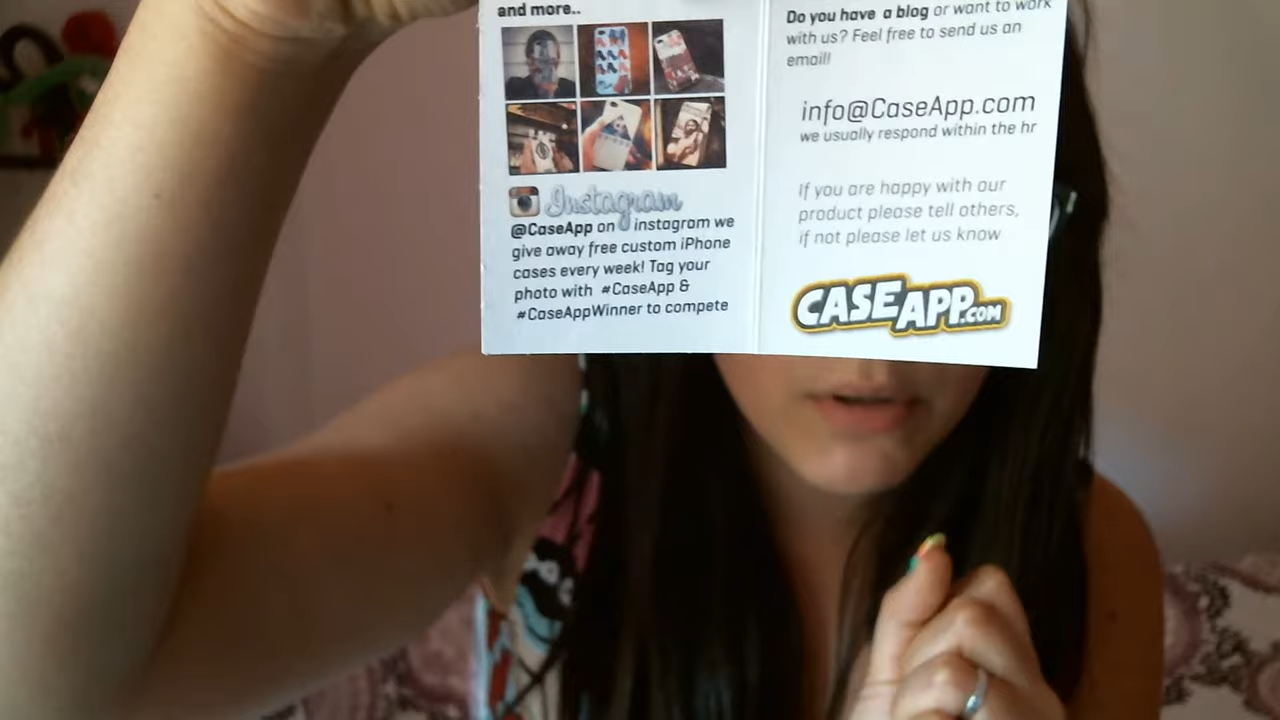 and more..
Instagram
@CaseApp on instagram we
give away free custom iPhone
cases every week! Tag your
photo with #CaseApp &
#CaseAppWinner to compete
Do you have a blog or want to work
with us? Feel free to send us an
email!
info@CaseApp.com
we usually respond within the hr
If you are happy with our
product please tell others,
if not please let us know
CASEAPP.COM